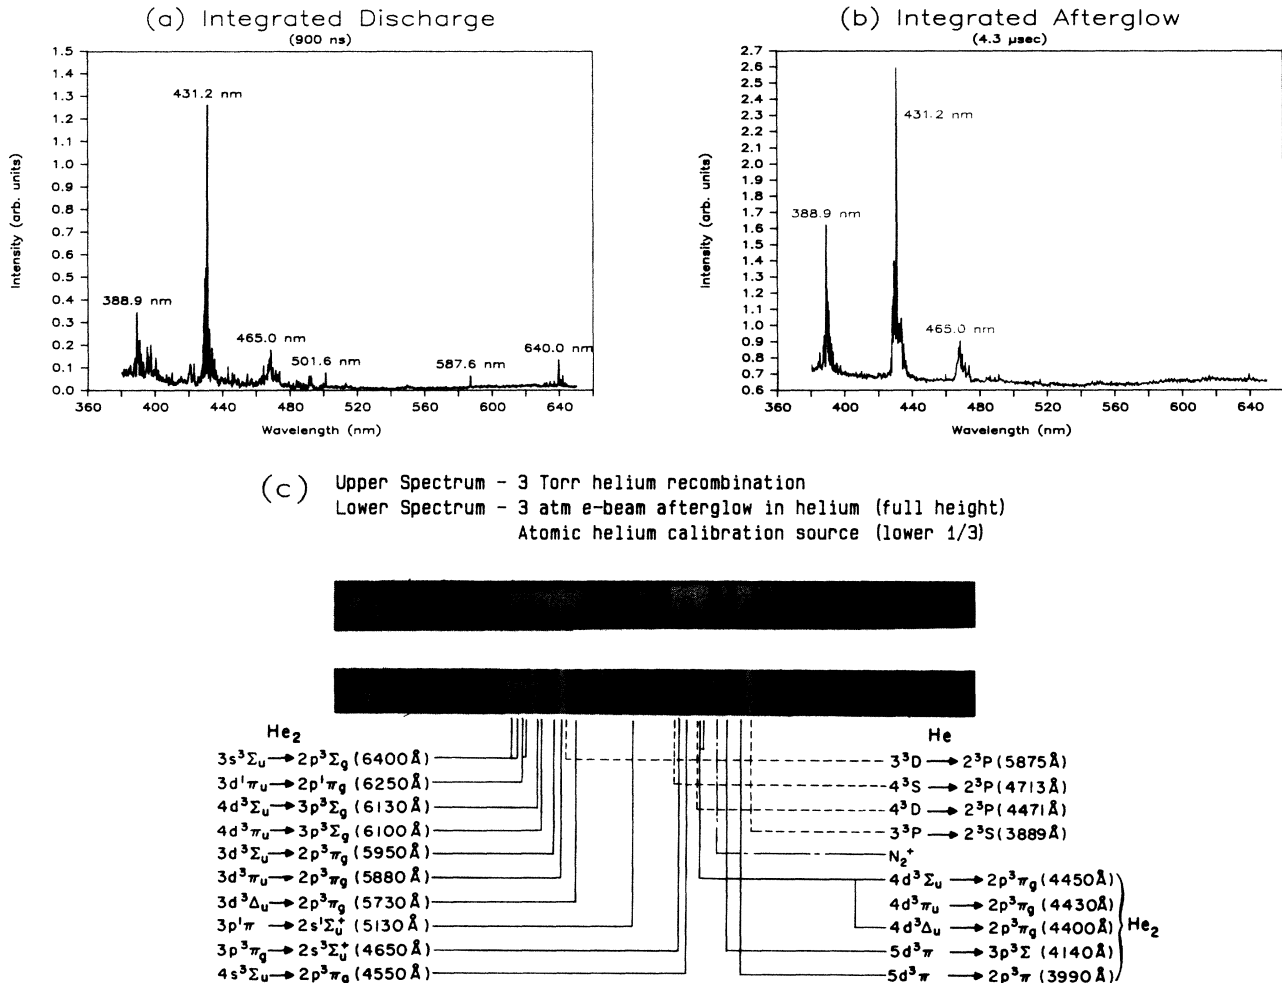 (a) Integrated Discharge
(900 ns)
1.5
1.4
1.3
1.2
1.1
1.0
0.9
0.8
0.7
0.6
0.5
0.4
0.3
0.2
0.1
0.0
Intensity (arb. units)
431.2 nm
388.9 nm
465.0 nm
501.6 nm
587.6 nm
640.0 nm
360 400 440 480 520 560 600 640
Wavelength (nm)
(b) Integrated Afterglow
(4.3 μsec)
2.7
2.6
2.5
2.4
2.3
2.2
2.1
2.0
1.9
1.8
1.7
1.6
1.5
1.4
1.3
1.2
1.1
1.0
0.9
0.8
0.7
0.6
Intensity (arb. units)
431.2 nm
388.9 nm
465.0 nm
360 400 440 480 520 560 600 640
Wavelength (nm)
(c) Upper Spectrum - 3 Torr helium recombination
Lower Spectrum - 3 atm e-beam afterglow in helium (full height)
Atomic helium calibration source (lower 1/3)
He₂
3s³Σᵤ→2p³Σg (6400Å)
3d¹πᵤ→2p¹πg (6250Å)
4d³Σᵤ→3p³Σg (6130Å)
4d³πᵤ→3p³Σg (6100Å)
3d³Σᵤ→2p³πg (5950Å)
3d³πᵤ→2p³πg (5880Å)
3d³Δᵤ→2p³πg (5730Å)
3p¹π→2s¹Σᵤ⁺ (5130Å)
3p³πg→2s³Σᵤ⁺ (4650Å)
4s³Σᵤ→2p³πg (4550Å)
He
3³D→2³P (5875Å)
4³S→2³P (4713Å)
4³D→2³P (4471Å)
3³P→2³S (3889Å)
N₂⁺
4d³Σᵤ→2p³πg (4450Å)
4d³πᵤ→2p³πg (4430Å)
4d³Δᵤ→2p³πg (4400Å)
5d³π→3p³Σ (4140Å)
5d³π→2p³π (3990Å)
He₂